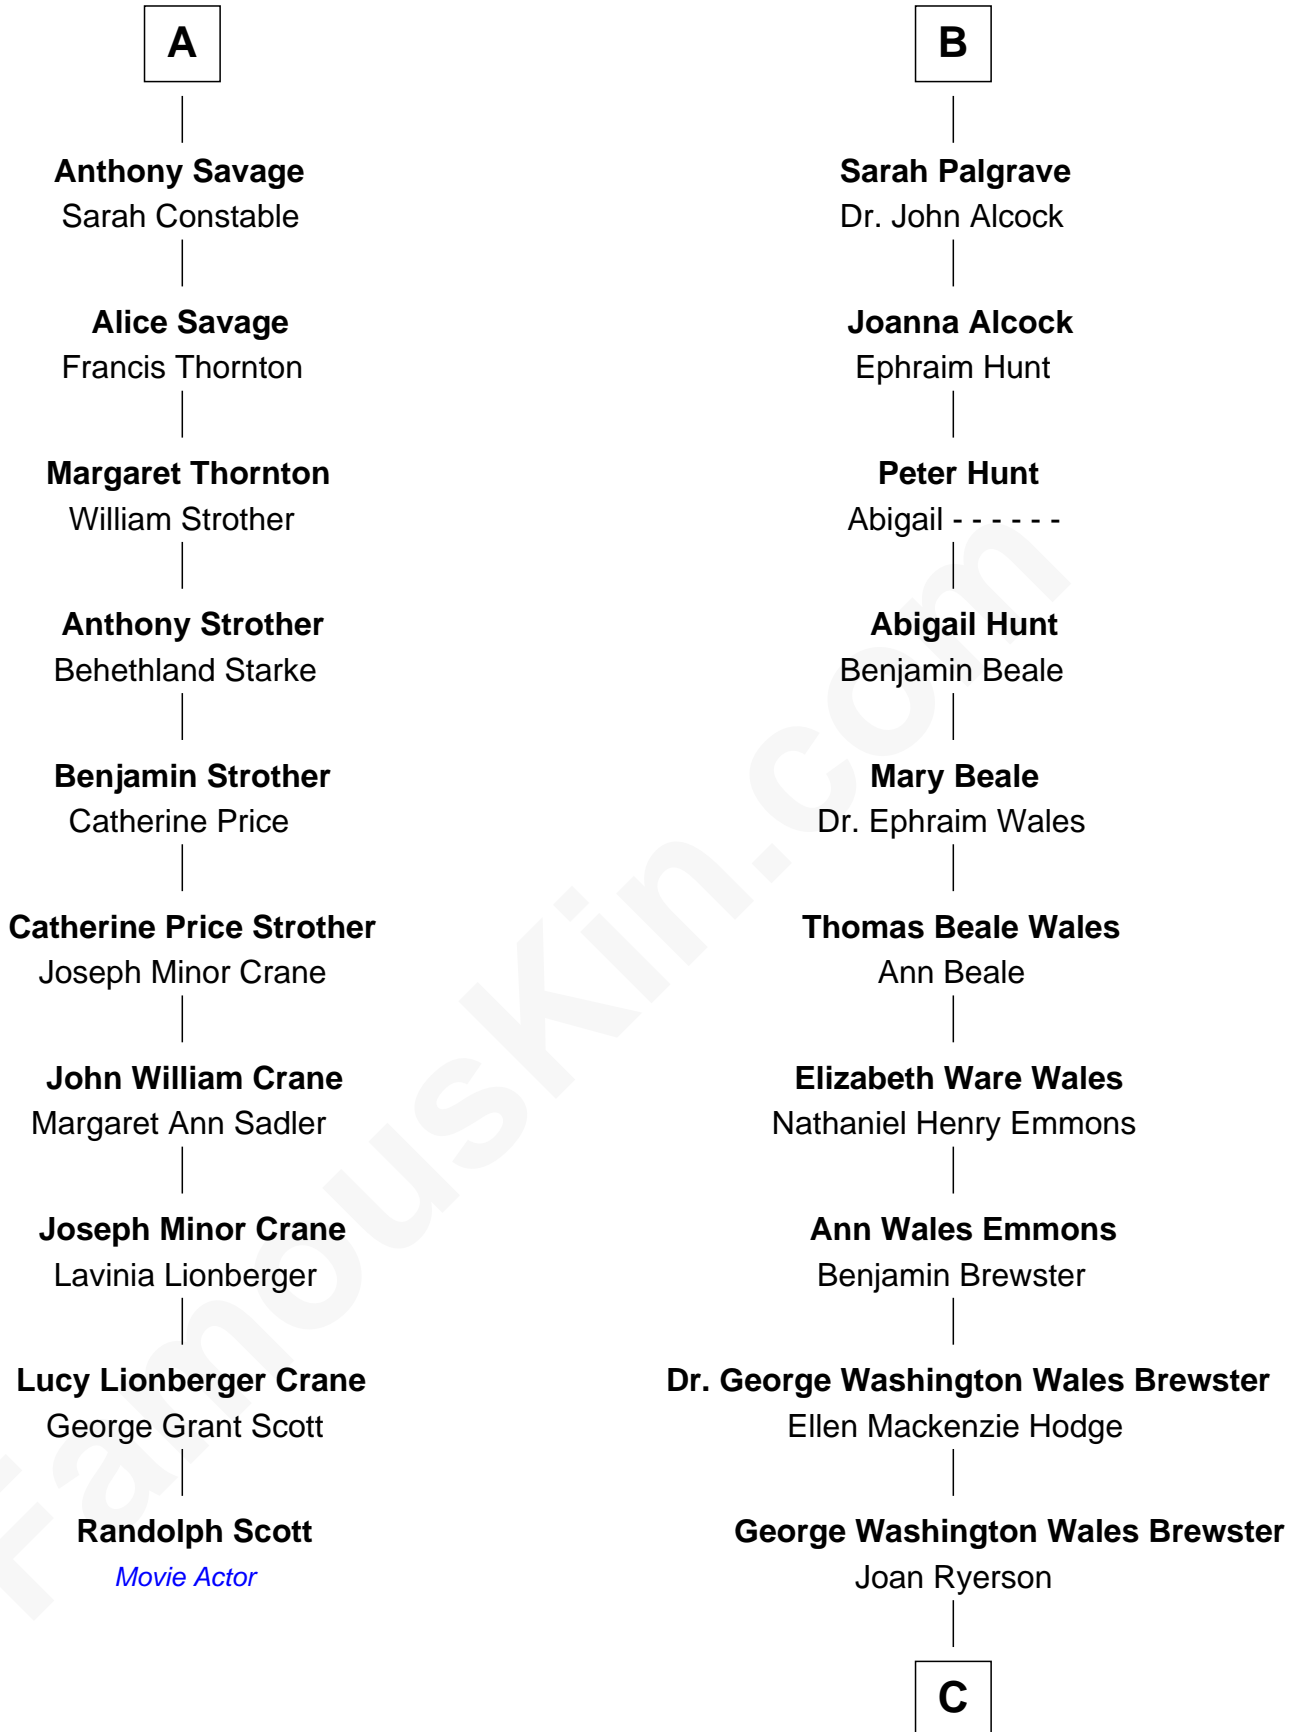 A
Anthony Savage
Sarah Constable
Alice Savage
Francis Thornton
Margaret Thornton
William Strother
Anthony Strother
Behethland Starke
Benjamin Strother
Catherine Price
Catherine Price Strother
Joseph Minor Crane
John William Crane
Margaret Ann Sadler
Joseph Minor Crane
Lavinia Lionberger
Lucy Lionberger Crane
George Grant Scott
Randolph Scott
Movie Actor
B
Sarah Palgrave
Dr. John Alcock
Joanna Alcock
Ephraim Hunt
Peter Hunt
Abigail - - - - - -
Abigail Hunt
Benjamin Beale
Mary Beale
Dr. Ephraim Wales
Thomas Beale Wales
Ann Beale
Elizabeth Ware Wales
Nathaniel Henry Emmons
Ann Wales Emmons
Benjamin Brewster
Dr. George Washington Wales Brewster
Ellen Mackenzie Hodge
George Washington Wales Brewster
Joan Ryerson
C
FamousKin.com